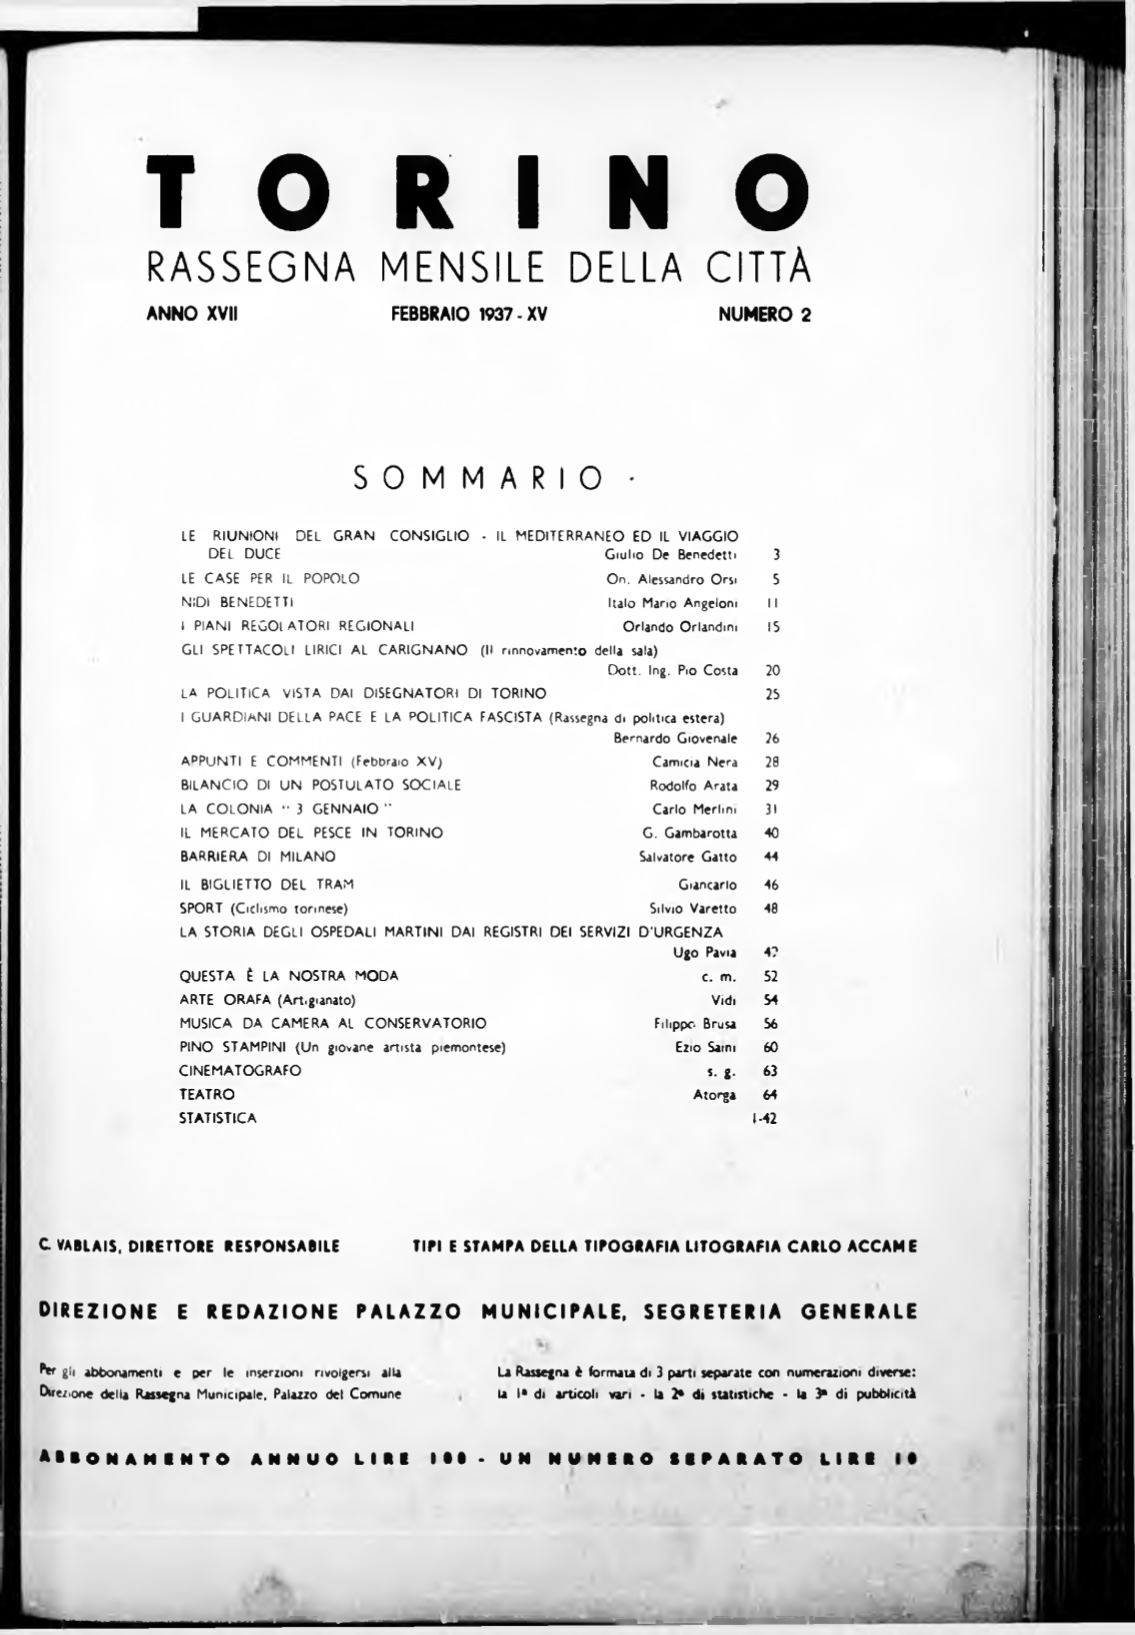 TORINO
RASSEGNA MENSILE DELLA CITTÀ
ANNO XVII FEBBRAIO 1937 - XV NUMERO 2
SOMMARIO
LE RIUNIONI DEL GRAN CONSIGLIO - IL MEDITERRANEO ED IL VIAGGIO
DEL DUCE Giulio De Benedetti 3
LE CASE PER IL POPOLO On. Alessandro Orsi 5
NIDI BENEDETTI Italo Mario Angeloni 11
I PIANI REGOLATORI REGIONALI Orlando Orlandini 15
GLI SPETTACOLI LIRICI AL CARIGNANO (Il rinnovamento della sala)
Dott. Ing. Pio Costa 20
LA POLITICA VISTA DAI DISEGNATORI DI TORINO 25
I GUARDIANI DELLA PACE E LA POLITICA FASCISTA (Rassegna di politica estera)
Bernardo Giovenale 26
APPUNTI E COMMENTI (Febbraio XV) Camicia Nera 28
BILANCIO DI UN POSTULATO SOCIALE Rodolfo Arata 29
LA COLONIA " 3 GENNAIO " Carlo Merlini 31
IL MERCATO DEL PESCE IN TORINO G. Gambarotta 40
BARRIERA DI MILANO Salvatore Gatto 44
IL BIGLIETTO DEL TRAM Giancarlo 46
SPORT (Ciclismo torinese) Silvio Varetto 48
LA STORIA DEGLI OSPEDALI MARTINI DAI REGISTRI DEI SERVIZI D'URGENZA
Ugo Pavia
QUESTA È LA NOSTRA MODA c. m. 52
ARTE ORAFA (Artigianato) Vidi 54
MUSICA DA CAMERA AL CONSERVATORIO Filippo Brusa 56
PINO STAMPINI (Un giovane artista piemontese) Ezio Saini 60
CINEMATOGRAFO s. g. 63
TEATRO Atorga 64
STATISTICA 1-42
C. VABLAIS, DIRETTORE RESPONSABILE TIPI E STAMPA DELLA TIPOGRAFIA LITOGRAFIA CARLO ACCAME
DIREZIONE E REDAZIONE PALAZZO MUNICIPALE, SEGRETERIA GENERALE
Per gli abbonamenti e per le inserzioni rivolgersi alla
Direzione della Rassegna Municipale, Palazzo del Comune
La Rassegna è formata di 3 parti separate con numerazioni diverse:
la 1ª di articoli vari - la 2ª di statistiche - la 3ª di pubblicità
ABBONAMENTO ANNUO LIRE 100 - UN NUMERO SEPARATO LIRE 10